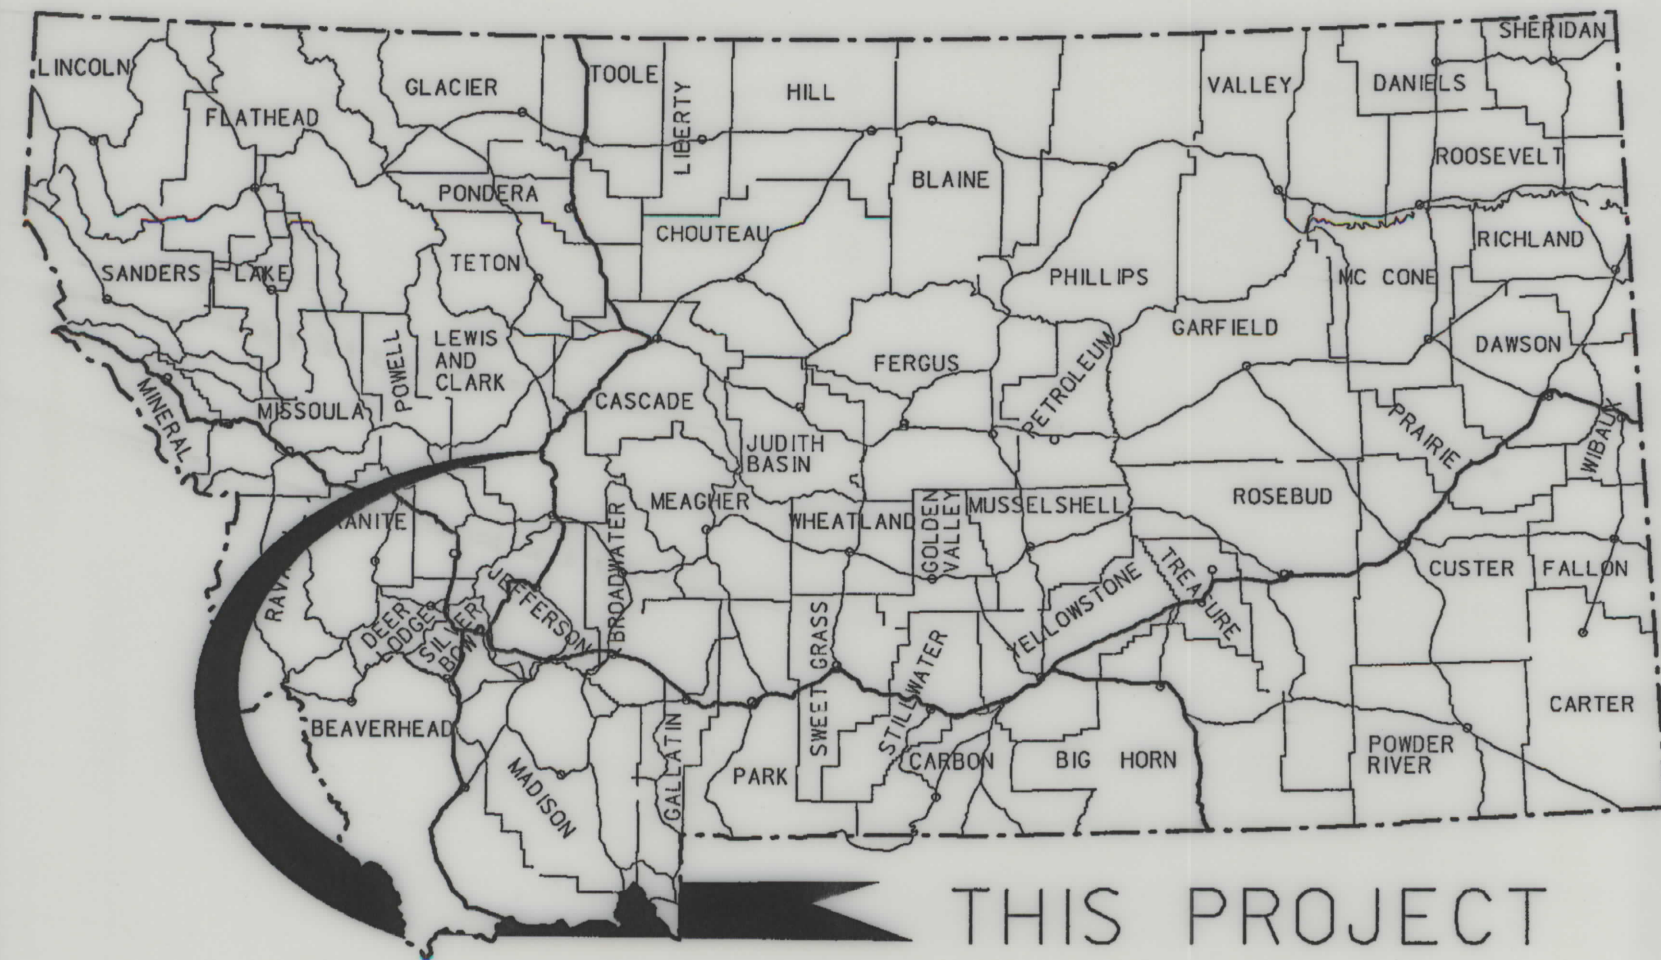 LINCOLN
FLATHEAD
GLACIER
TOOLE
LIBERTY
HILL
BLAINE
VALLEY
DANIELS
SHERIDAN
ROOSEVELT
PONDERA
CHOUTEAU
PHILLIPS
RICHLAND
SANDERS
LAKE
TETON
MC CONE
GARFIELD
DAWSON
MINERAL
MISSOULA
POWELL
LEWIS
AND
CLARK
CASCADE
FERGUS
PETROLEUM
PRAIRIE
WIBAUX
JUDITH
BASIN
MEAGHER
WHEATLAND
GOLDEN
VALLEY
MUSSELSHELL
ROSEBUD
RANITE
RAVA
DEER
LODGE
SILVER
BOW
JEFFERSON
BROADWATER
TREASURE
YELLOWSTONE
CUSTER
FALLON
SWEET GRASS
STILLWATER
BEAVERHEAD
MADISON
GALLATIN
PARK
CARBON
BIG HORN
POWDER
RIVER
CARTER
THIS PROJECT